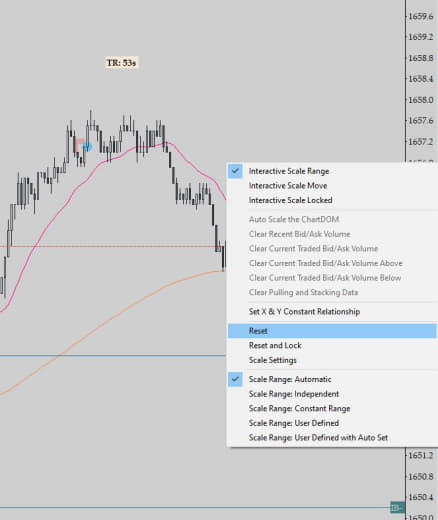 1659.6
1659.2
1658.8
TR: 53s
1658.4
1658.0
1657.6
1657.2
Interactive Scale Range
Interactive Scale Move
Interactive Scale Locked
Auto Scale the ChartDOM
Clear Recent Bid/Ask Volume
Clear Current Traded Bid/Ask Volume
Clear Current Traded Bid/Ask Volume Above
Clear Current Traded Bid/Ask Volume Below
Clear Pulling and Stacking Data
Set X & Y Constant Relationship
Reset
Reset and Lock
Scale Settings
Scale Range: Automatic
Scale Range: Independent
Scale Range: Constant Range
Scale Range: User Defined
Scale Range: User Defined with Auto Set
1651.2
1650.8
1650.4
1650.0